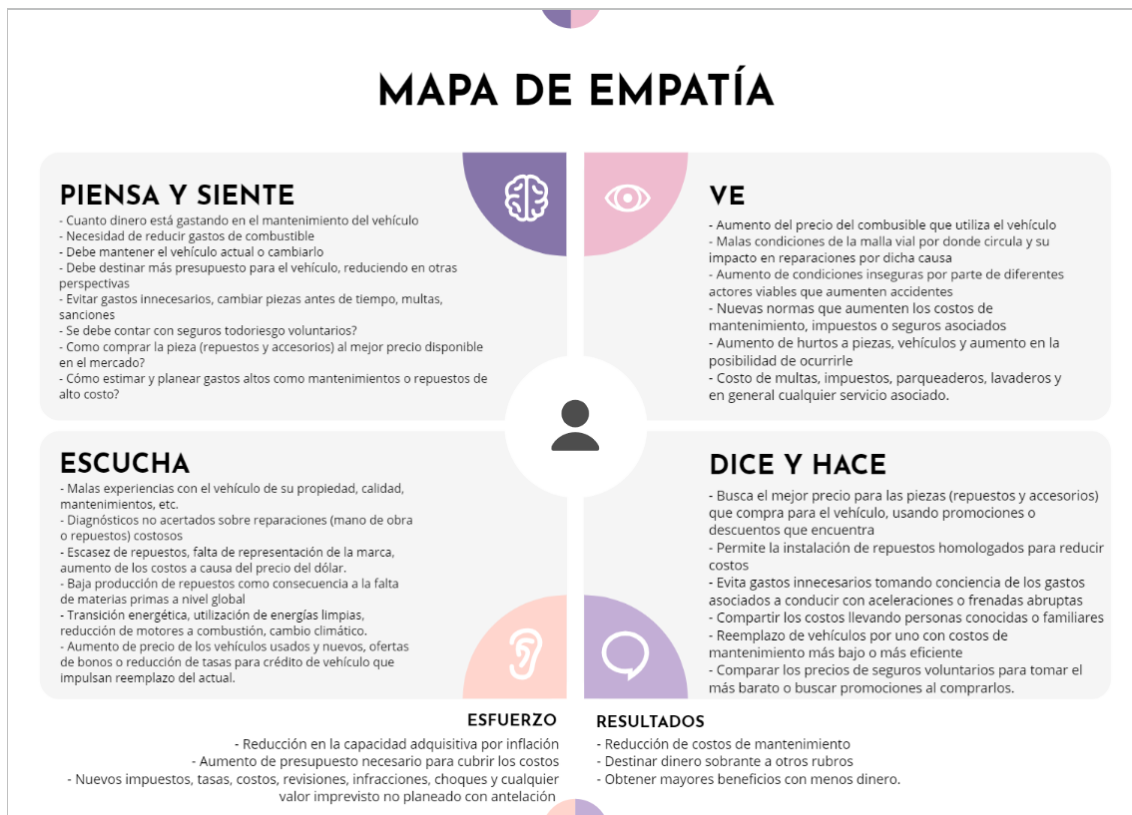 MAPA DE EMPATÍA
PIENSA Y SIENTE
- Cuanto dinero está gastando en el mantenimiento del vehículo
- Necesidad de reducir gastos de combustible
- Debe mantener el vehículo actual o cambiarlo
- Debe destinar más presupuesto para el vehículo, reduciendo en otras
perspectivas
- Evitar gastos innecesarios, cambiar piezas antes de tiempo, multas,
sanciones
- Se debe contar con seguros todoriesgo voluntarios?
- Como comprar la pieza (repuestos y accesorios) al mejor precio disponible
en el mercado?
- Cómo estimar y planear gastos altos como mantenimientos o repuestos de
alto costo?
VE
- Aumento del precio del combusible que utiliza el vehículo
- Malas condiciones de la malla vial por donde circula y su
impacto en reparaciones por dicha causa
- Aumento de condiciones inseguras por parte de diferentes
actores viables que aumenten accidentes
- Nuevas normas que aumenten los costos de
mantenimiento, impuestos o seguros asociados
- Aumento de hurtos a piezas, vehículos y aumento en la
posibilidad de ocurrirle
- Costo de multas, impuestos, parqueaderos, lavaderos y
en general cualquier servicio asociado.
ESCUCHA
- Malas experiencias con el vehículo de su propiedad, calidad,
mantenimientos, etc.
- Diagnósticos no acertados sobre reparaciones (mano de obra
o repuestos) costosos
- Escasez de repuestos, falta de representación de la marca,
aumento de los costos a causa del precio del dólar.
- Baja producción de repuestos como consecuencia a la falta
de materias primas a nivel global
- Transición energética, utilización de energías limpias,
reducción de motores a combustión, cambio climático.
- Aumento de precio de los vehículos usados y nuevos, ofertas
de bonos o reducción de tasas para crédito de vehículo que
impulsan reemplazo del actual.
DICE Y HACE
- Busca el mejor precio para las piezas (repuestos y accesorios)
que compra para el vehículo, usando promociones o
descuentos que encuentra
- Permite la instalación de repuestos homologados para reducir
costos
- Evita gastos innecesarios tomando conciencia de los gastos
asociados a conducir con aceleraciones o frenadas abruptas
- Compartir los costos llevando personas conocidas o familiares
- Reemplazo de vehículos por uno con costos de
mantenimiento más bajo o más eficiente
- Comparar los precios de seguros voluntarios para tomar el
más barato o buscar promociones al comprarlos.
ESFUERZO
- Reducción en la capacidad adquisitiva por inflación
- Aumento de presupuesto necesario para cubrir los costos
- Nuevos impuestos, tasas, costos, revisiones, infracciones, choques y cualquier
valor imprevisto no planeado con antelación
RESULTADOS
- Reducción de costos de mantenimiento
- Destinar dinero sobrante a otros rubros
- Obtener mayores beneficios con menos dinero.